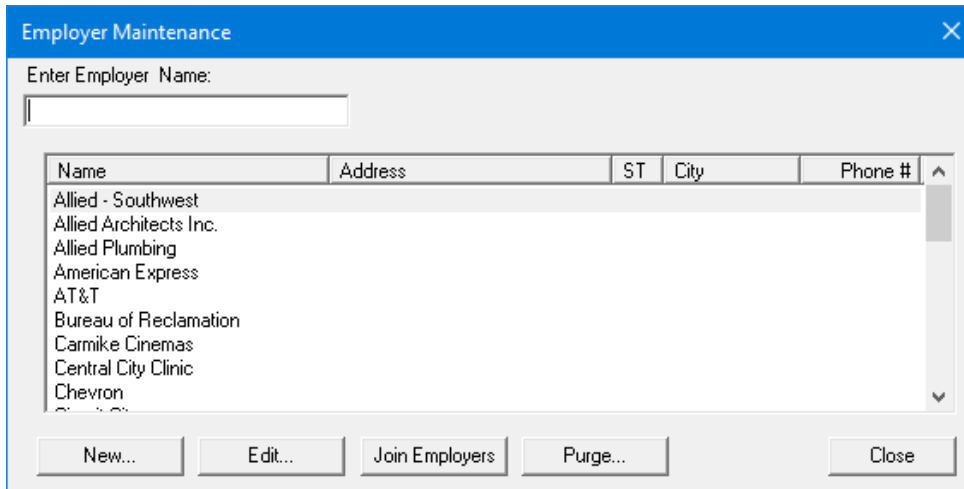 Employer Maintenance
Enter Employer Name:
Name Address ST City Phone #
Allied - Southwest
Allied Architects Inc.
Allied Plumbing
American Express
AT&T
Bureau of Reclamation
Carmike Cinemas
Central City Clinic
Chevron
New... Edit... Join Employers Purge... Close